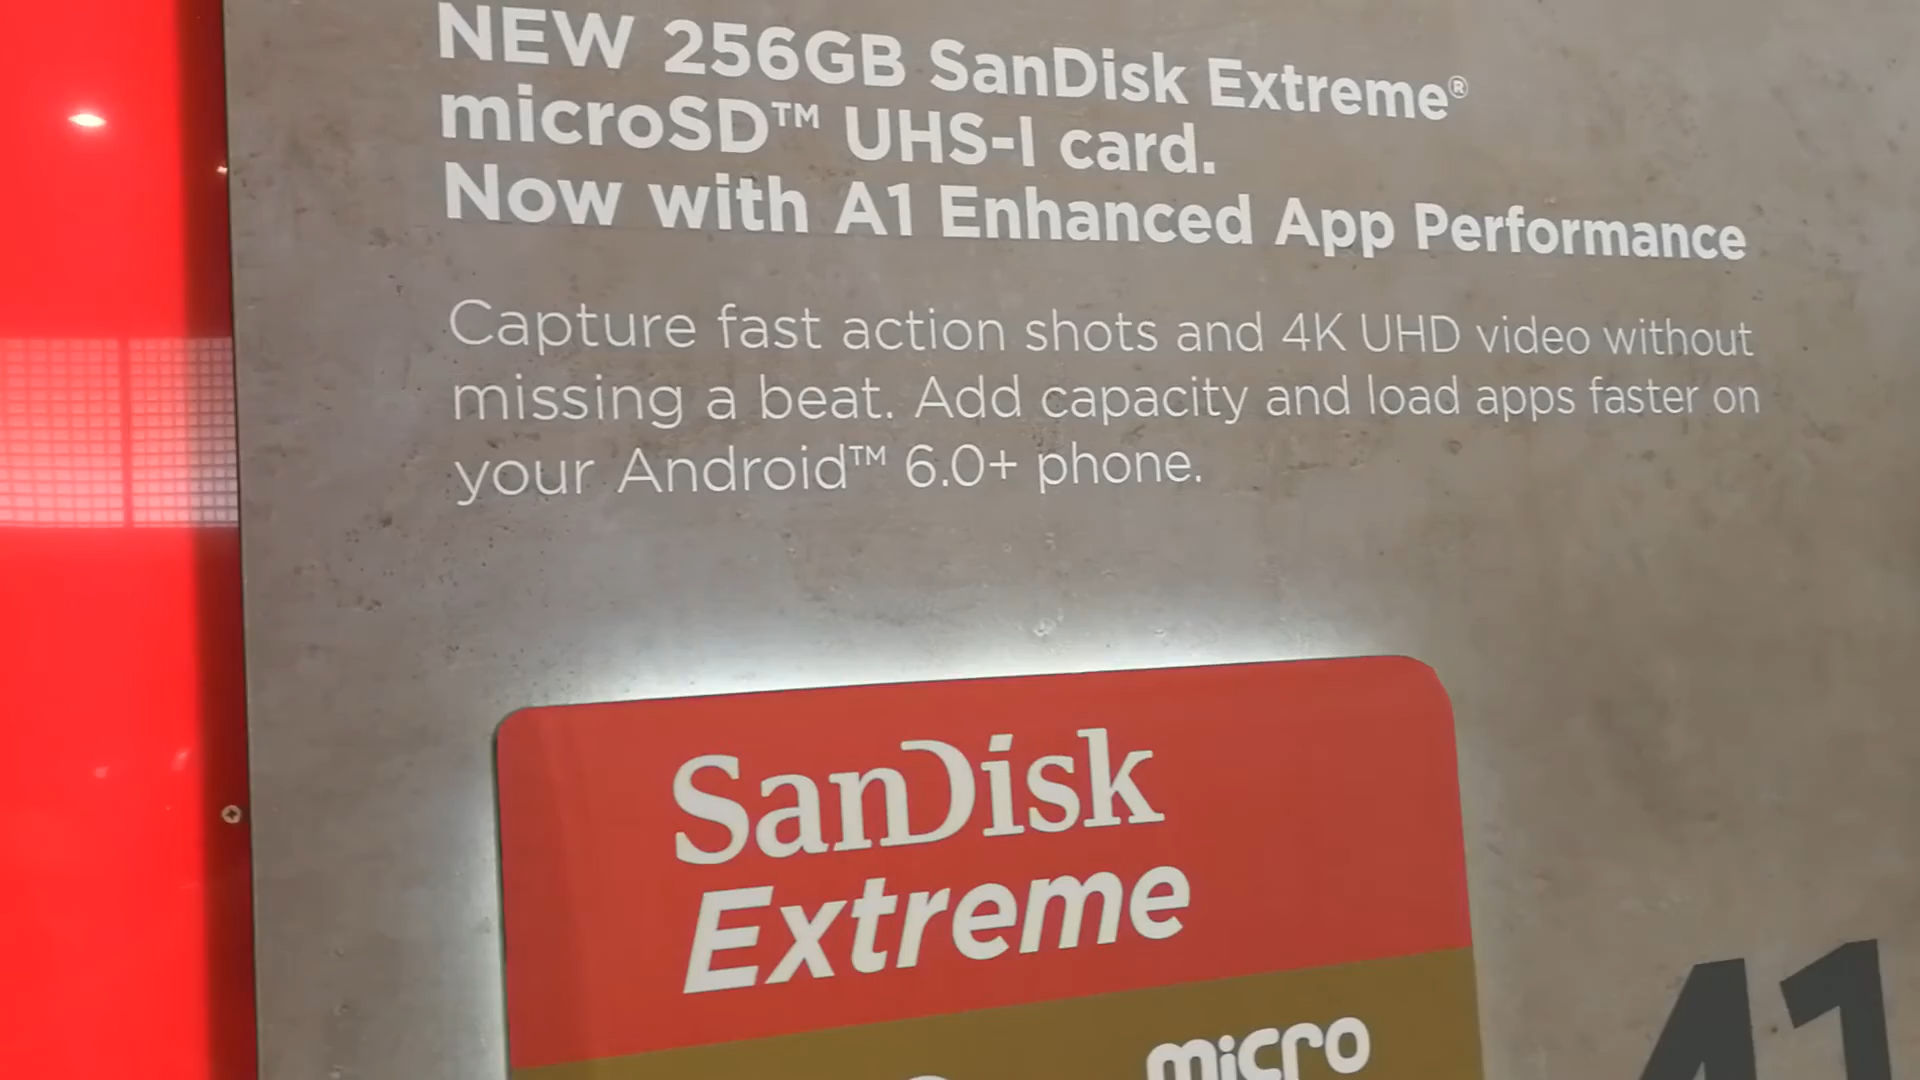 NEW 256GB SanDisk Extreme®
microSD™ UHS-I card.
Now with A1 Enhanced App Performance
Capture fast action shots and 4K UHD video without
missing a beat. Add capacity and load apps faster on
your Android™ 6.0+ phone.
SanDisk
Extreme
micro